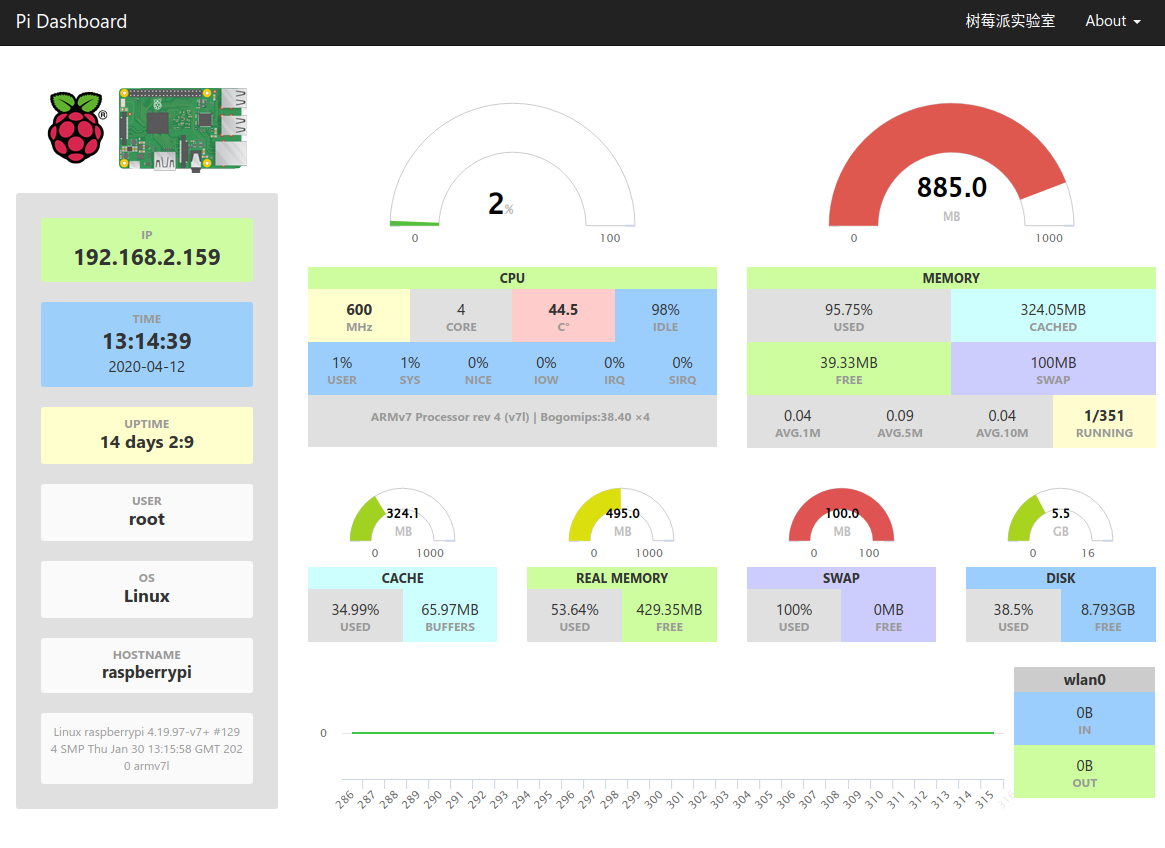 Pi Dashboard
树莓派实验室
About
®
IP
192.168.2.159
TIME
13:14:39
2020-04-12
UPTIME
14 days 2:9
USER
root
OS
Linux
HOSTNAME
raspberrypi
Linux raspberrypi 4.19.97-v7+ #129
4 SMP Thu Jan 30 13:15:58 GMT 202
0 armv7l
2%
0 100
CPU
600 4 44.5 98%
MHz CORE C° IDLE
1% 1% 0% 0% 0% 0%
USER SYS NICE IOW IRQ SIRQ
ARMv7 Processor rev 4 (v7l) | Bogomips:38.40 ×4
885.0
MB
0 1000
MEMORY
95.75% 324.05MB
USED CACHED
39.33MB 100MB
FREE SWAP
0.04 0.09 0.04 1/351
AVG.1M AVG.5M AVG.10M RUNNING
324.1
MB
0 1000
CACHE
34.99% 65.97MB
USED BUFFERS
495.0
MB
0 1000
REAL MEMORY
53.64% 429.35MB
USED FREE
100.0
MB
0 100
SWAP
100% 0MB
USED FREE
5.5
GB
0 16
DISK
38.5% 8.793GB
USED FREE
0
286 287 288 289 290 291 292 293 294 295 296 297 298 299 300 301 302 303 304 305 306 307 308 309 310 311 312 313 314 315 316
wlan0
0B
IN
0B
OUT